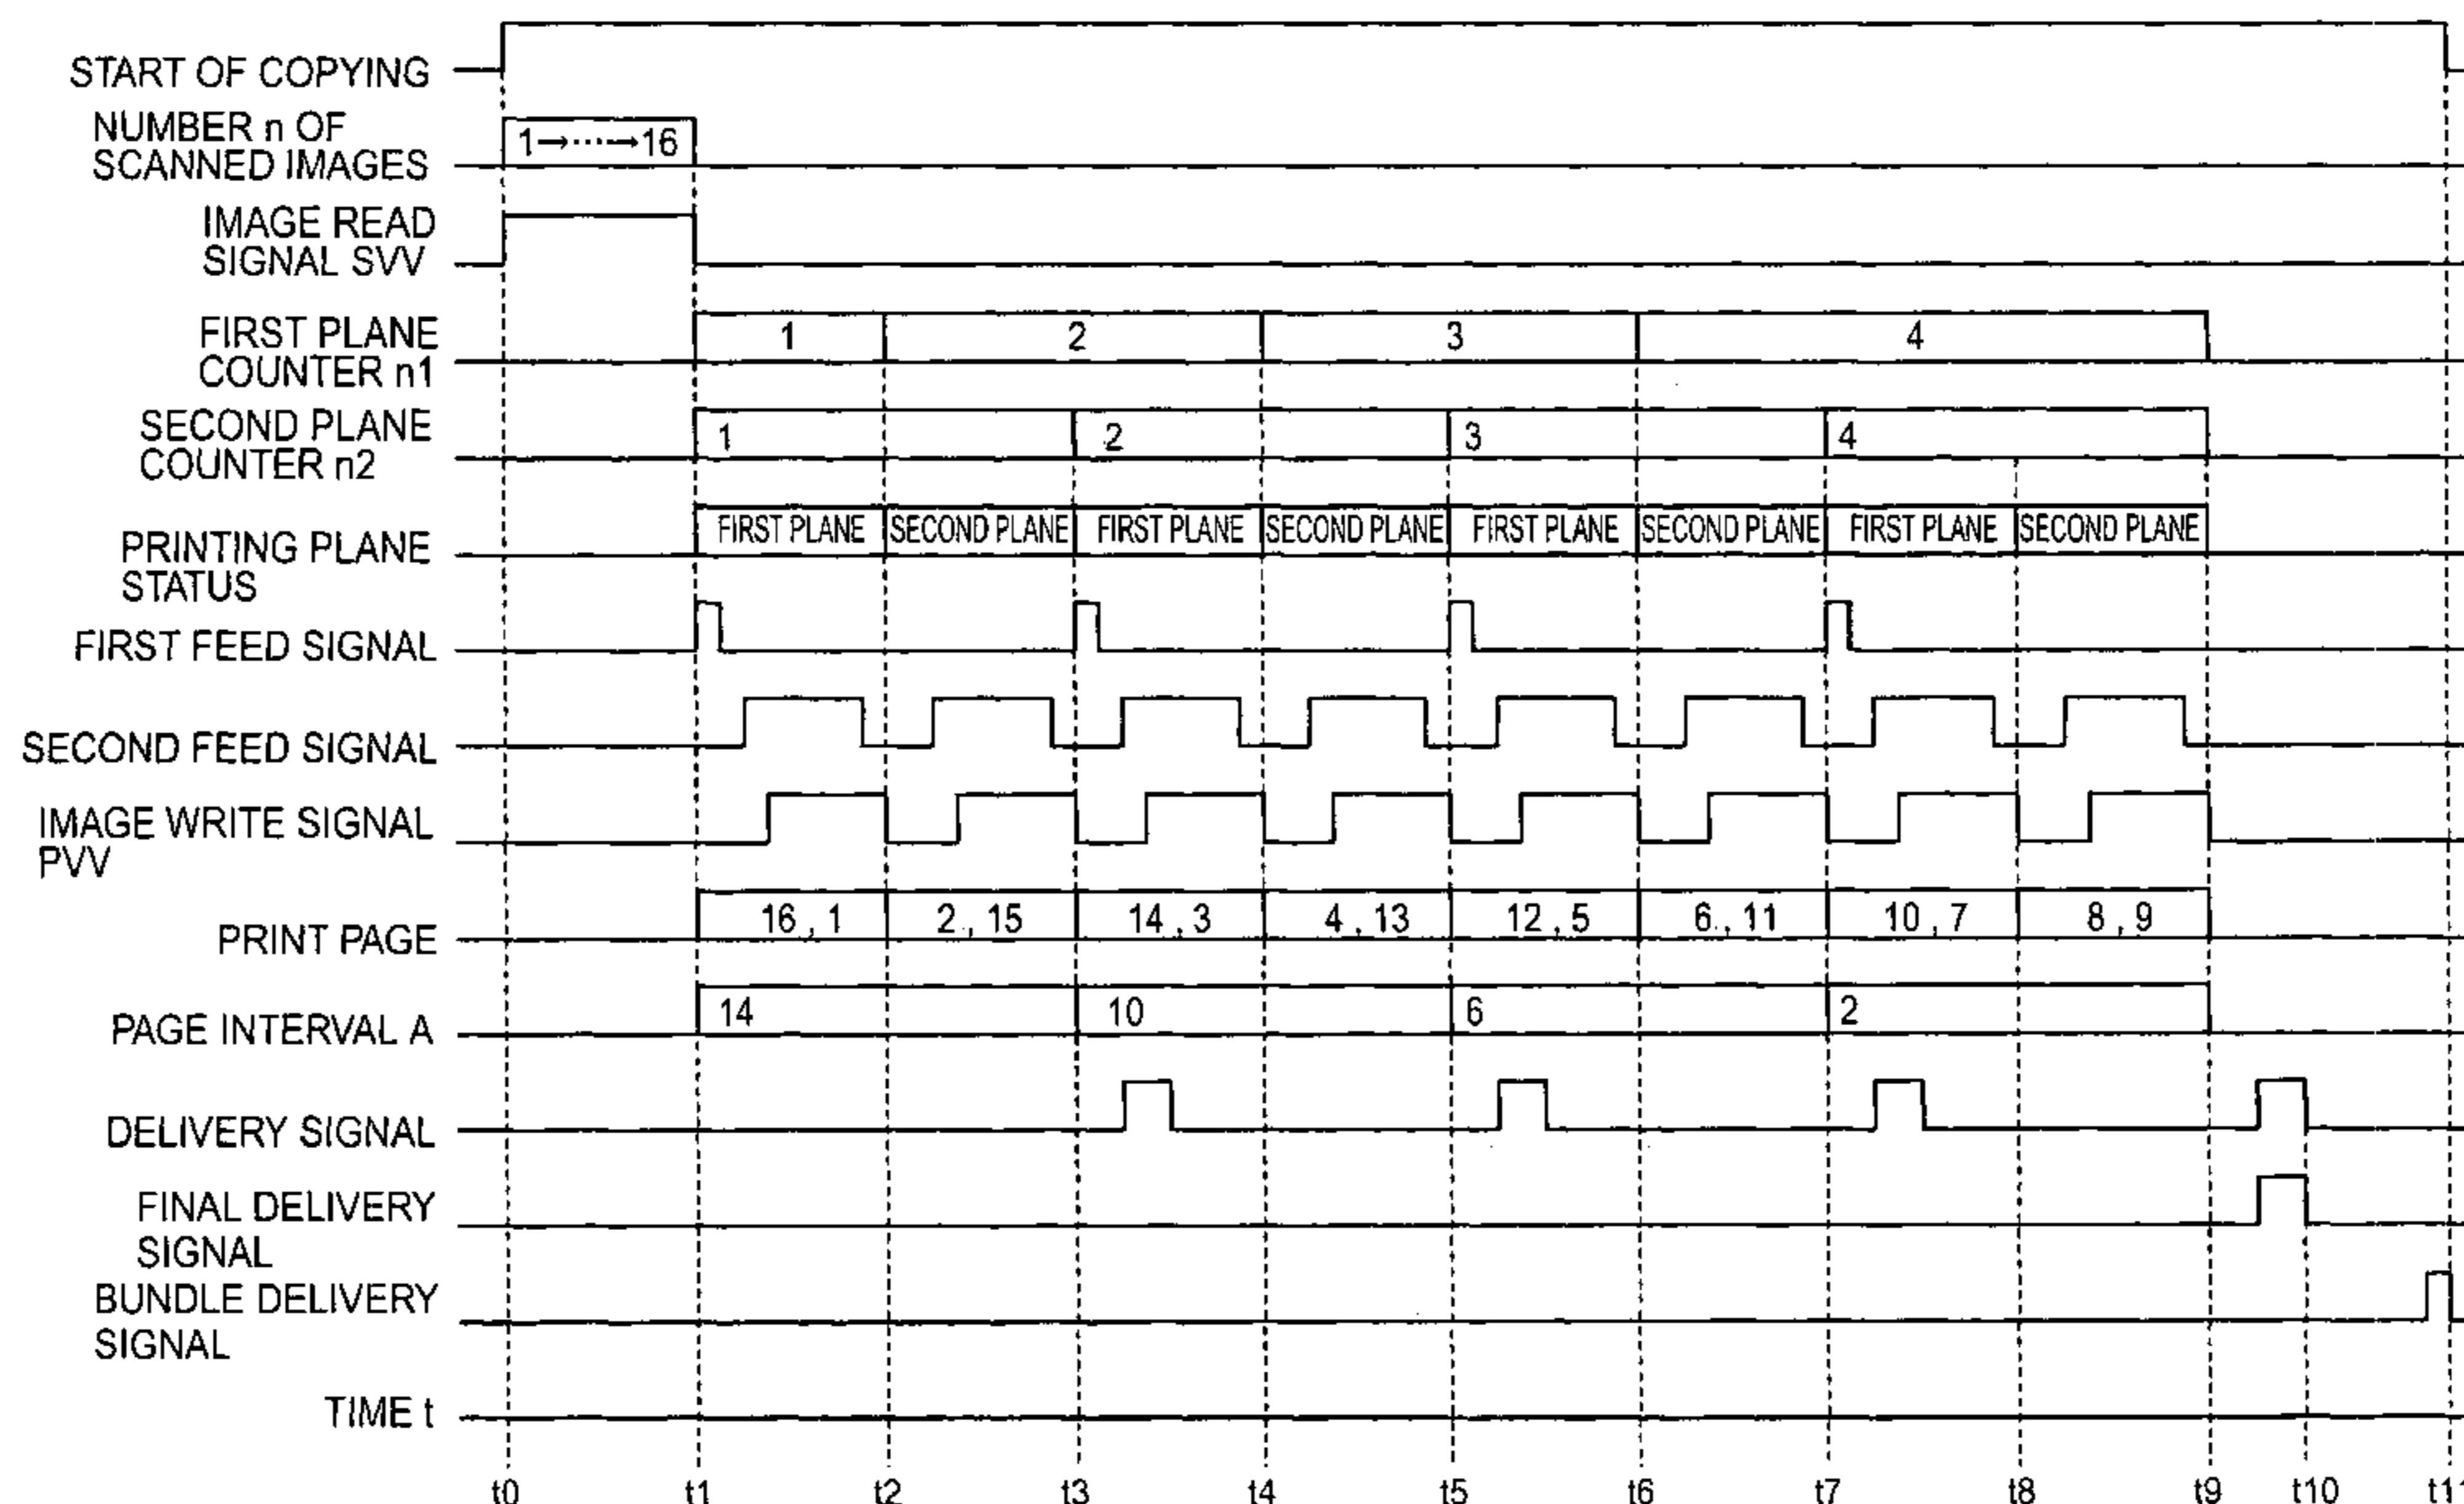 START OF COPYING
NUMBER n OF
SCANNED IMAGES
1→····→16
IMAGE READ
SIGNAL SVV
FIRST PLANE
COUNTER n1
1 2 3 4
SECOND PLANE
COUNTER n2
1 2 3 4
PRINTING PLANE
STATUS
FIRST PLANE SECOND PLANE FIRST PLANE SECOND PLANE FIRST PLANE SECOND PLANE FIRST PLANE SECOND PLANE
FIRST FEED SIGNAL
SECOND FEED SIGNAL
IMAGE WRITE SIGNAL
PVV
PRINT PAGE
16 , 1 2 , 15 14 , 3 4 , 13 12 , 5 6 , 11 10 , 7 8 , 9
PAGE INTERVAL A
14 10 6 2
DELIVERY SIGNAL
FINAL DELIVERY
SIGNAL
BUNDLE DELIVERY
SIGNAL
TIME t
t0 t1 t2 t3 t4 t5 t6 t7 t8 t9 t10